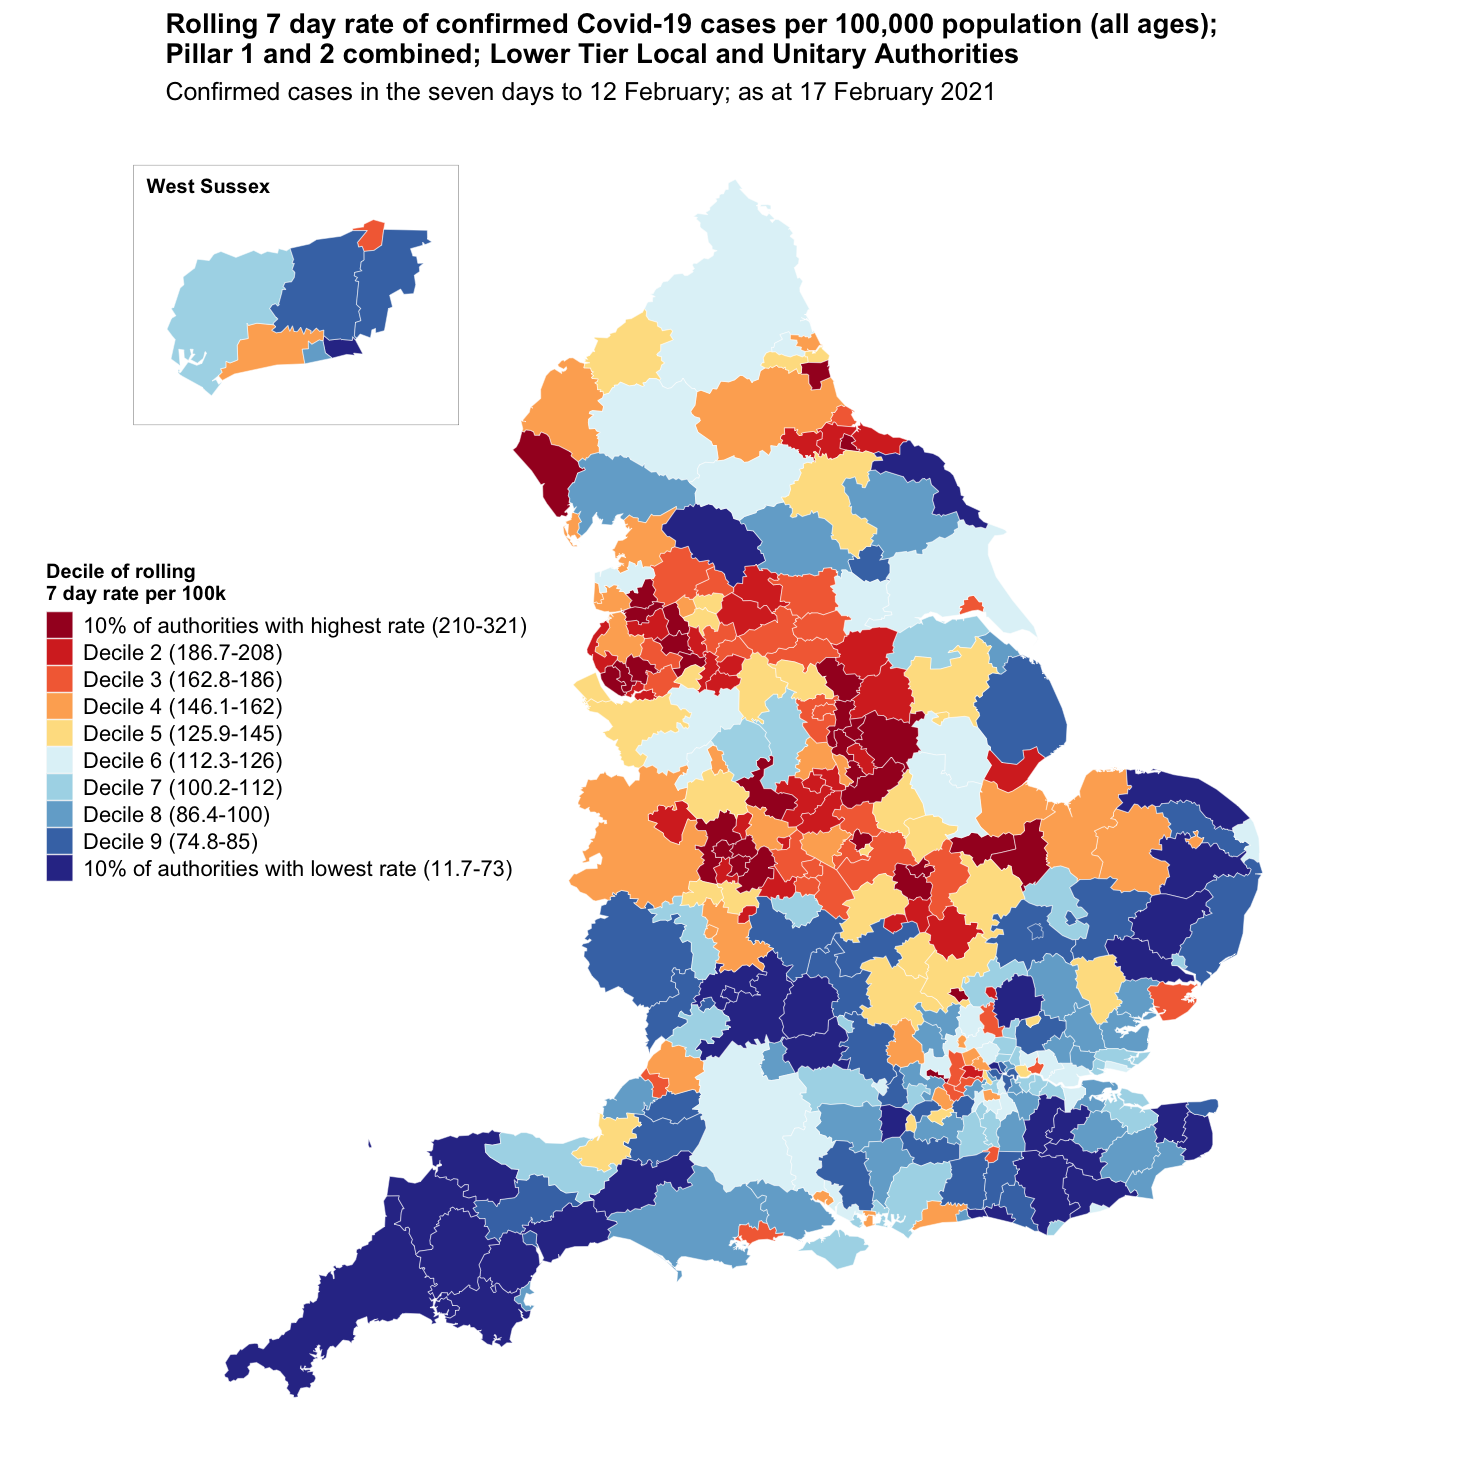 Rolling 7 day rate of confirmed Covid-19 cases per 100,000 population (all ages);
Pillar 1 and 2 combined; Lower Tier Local and Unitary Authorities
Confirmed cases in the seven days to 12 February; as at 17 February 2021
West Sussex
Decile of rolling
7 day rate per 100k
10% of authorities with highest rate (210-321)
Decile 2 (186.7-208)
Decile 3 (162.8-186)
Decile 4 (146.1-162)
Decile 5 (125.9-145)
Decile 6 (112.3-126)
Decile 7 (100.2-112)
Decile 8 (86.4-100)
Decile 9 (74.8-85)
10% of authorities with lowest rate (11.7-73)